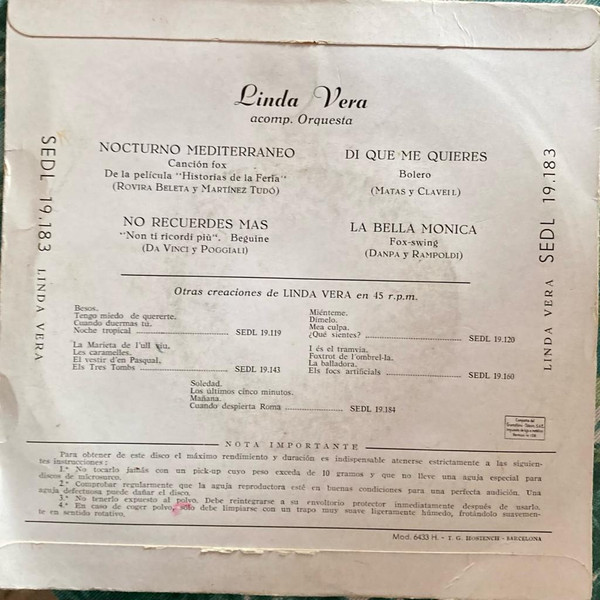 Linda Vera
acomp. Orquesta
NOCTURNO MEDITERRANEO
Canción fox
De la película "Historias de la Feria"
(ROVIRA BELETA Y MARTÍNEZ TUDÓ)
DI QUE ME QUIERES
Bolero
(MATAS Y CLAVELL)
NO RECUERDES MAS
"Non ti ricordi più". Beguine
(DA VINCI Y POGGIALI)
LA BELLA MONICA
Fox-swing
(DANPA Y RAMPOLDI)
SEDL 19.183 LINDA VERA
LINDA VERA SEDL 19.183
Otras creaciones de LINDA VERA en 45 r.p.m.
Besos.
Tengo miedo de quererte.
Cuando duermas tú.
Noche tropical SEDL 19.119
Miénteme.
Dímelo.
Mea culpa.
¿Qué sientes? SEDL 19.120
La Marieta de l'ull viu.
Les caramelles.
El vestir d'en Pasqual.
Els Tres Tombs SEDL 19.143
I és el tramvia.
Foxtrot de l'ombrel·la.
La balladora.
Els focs artificials SEDL 19.160
Soledad.
Los últimos cinco minutos.
Mañana.
Cuando despierta Roma SEDL 19.184
NOTA IMPORTANTE
Para obtener de este disco el máximo rendimiento y duración es indispensable atenerse estrictamente a las siguien-
tes instrucciones:
1.ª No tocarlo jamás con un pick-up cuyo peso exceda de 10 gramos y que no lleve una aguja especial para
discos de microsurco.
2.ª Comprobar regularmente que la aguja reproductora esté en buenas condiciones para una perfecta audición. Una
aguja defectuosa puede dañar el disco.
3.ª No tenerlo expuesto al polvo. Debe reintegrarse a su envoltorio protector inmediatamente después de usarlo.
4.ª En caso de coger polvo, sólo debe limpiarse con un trapo muy suave ligeramente húmedo, frotándolo suavemen-
te en sentido rotativo.
Mod. 6433 H. - T. G. HOSTENCH - BARCELONA